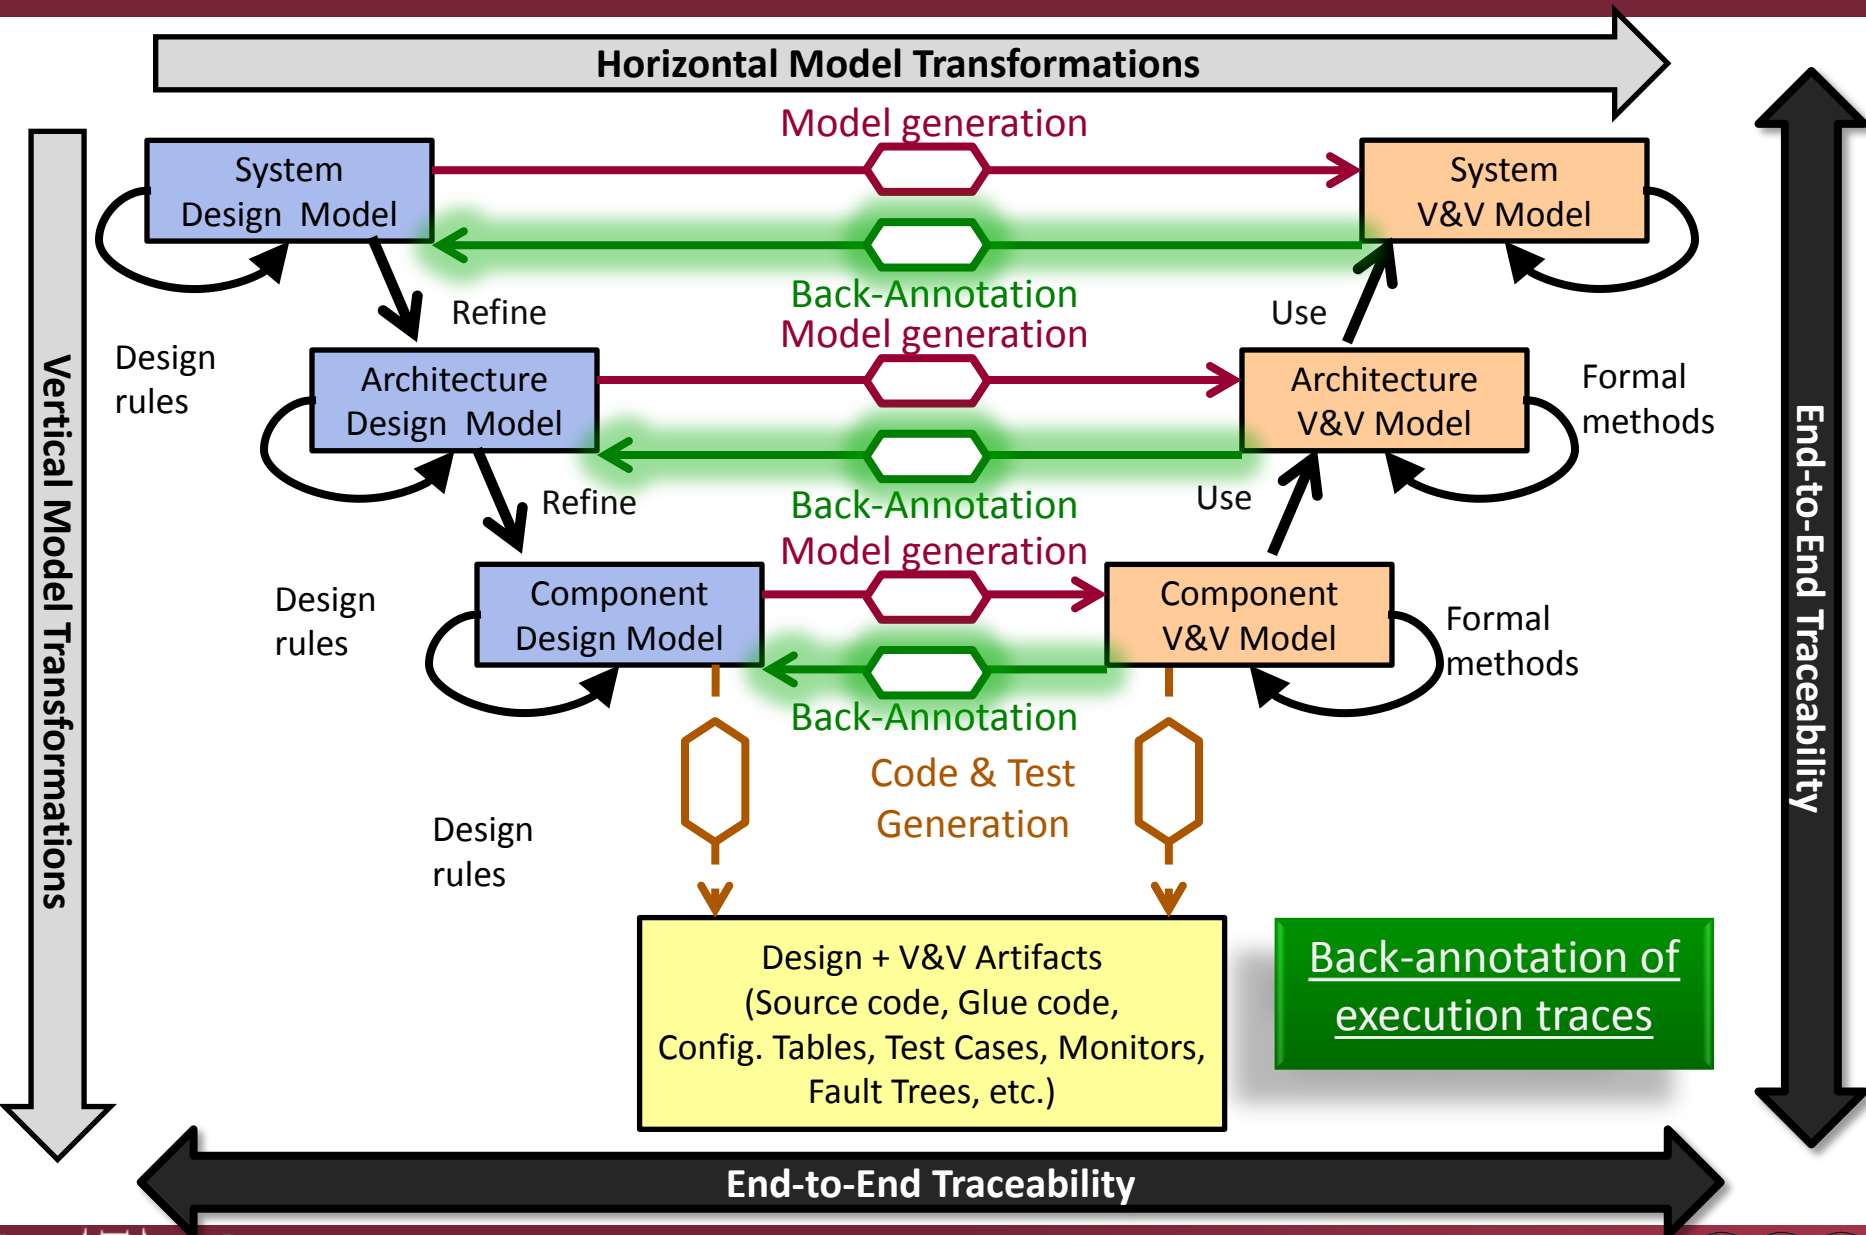 Horizontal Model Transformations
Model generation
System
Design Model
System
V&V Model
Back-Annotation
Refine
Use
Model generation
Design
rules
Architecture
Design Model
Architecture
V&V Model
Formal
methods
Back-Annotation
Refine
Use
Model generation
Design
rules
Component
Design Model
Component
V&V Model
Formal
methods
Back-Annotation
Code & Test
Generation
Design
rules
Design + V&V Artifacts
(Source code, Glue code,
Config. Tables, Test Cases, Monitors,
Fault Trees, etc.)
Back-annotation of
execution traces
Vertical Model Transformations
End-to-End Traceability
End-to-End Traceability